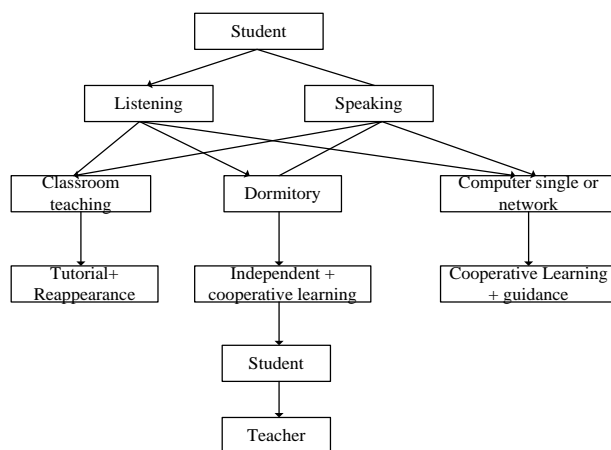 Student
Listening
Speaking
Classroom
teaching
Dormitory
Computer single or
network
Tutorial+
Reappearance
Independent +
cooperative learning
Cooperative Learning
+ guidance
Student
Teacher